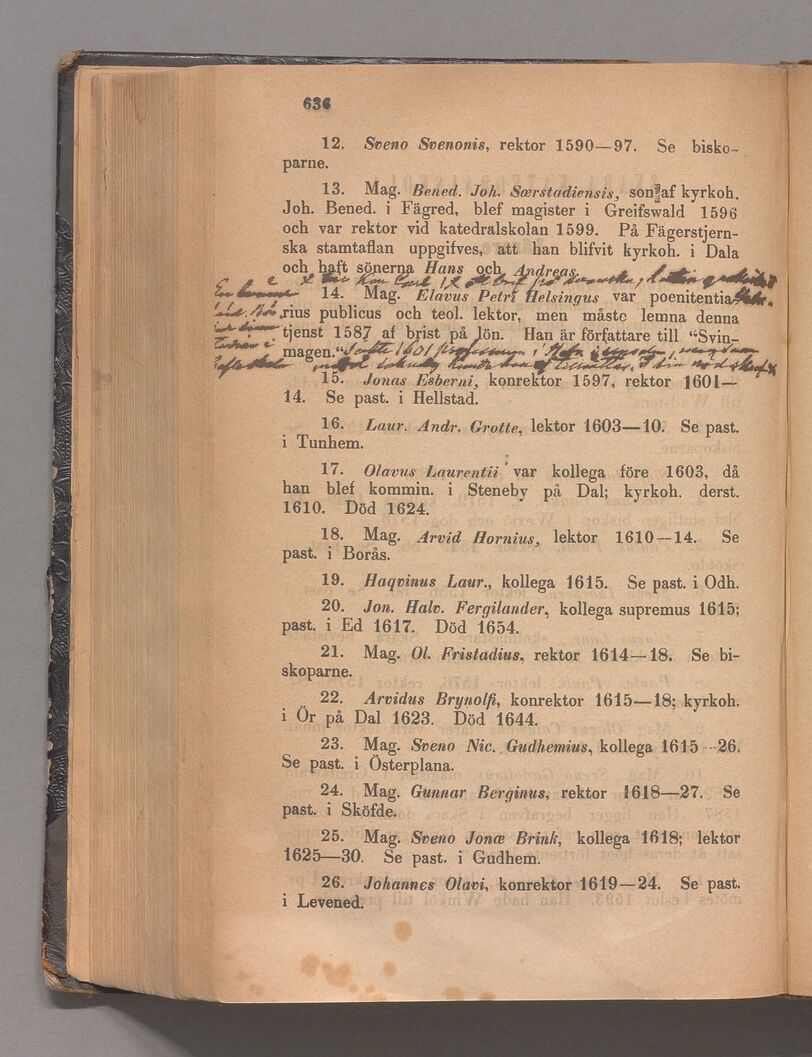 636
12. Sveno Svenonis, rektor 1590—97. Se bisko-
parne.
13. Mag. Bened. Joh. Særstadiensis, son af kyrkoh.
Joh. Bened. i Fägred, blef magister i Greifswald 1596
och var rektor vid katedralskolan 1599. På Fägerstjern-
ska stamtaflan uppgifves, att han blifvit kyrkoh. i Dala
och haft sönerna Hans och Andreas.
14. Mag. Elavus Petri Helsingus var poenitentia-
rius publicus och teol. lektor, men måste lemna denna
tjenst 1587 af brist på lön. Han är författare till “Svin-
magen.“
15. Jonas Esberni, konrektor 1597, rektor 1601—
14. Se past. i Hellstad.
16. Laur. Andr. Grotte, lektor 1603—10. Se past.
i Tunhem.
17. Olavus Laurentii var kollega före 1603, då
han blef kommin. i Steneby på Dal; kyrkoh. derst.
1610. Död 1624.
18. Mag. Arvid Hornius, lektor 1610—14. Se
past. i Borås.
19. Haqvinus Laur., kollega 1615. Se past. i Odh.
20. Jon. Halv. Fergilander, kollega supremus 1615;
past. i Ed 1617. Död 1654.
21. Mag. Ol. Fristadius, rektor 1614—18. Se bi-
skoparne.
22. Arvidus Brynolfi, konrektor 1615—18; kyrkoh.
i Ör på Dal 1623. Död 1644.
23. Mag. Sveno Nic. Gudhemius, kollega 1615—26.
Se past. i Österplana.
24. Mag. Gunnar Berginus, rektor 1618—27. Se
past. i Sköfde.
25. Mag. Sveno Jonæ Brink, kollega 1618; lektor
1625—30. Se past. i Gudhem.
26. Johannes Olavi, konrektor 1619—24. Se past.
i Levened.